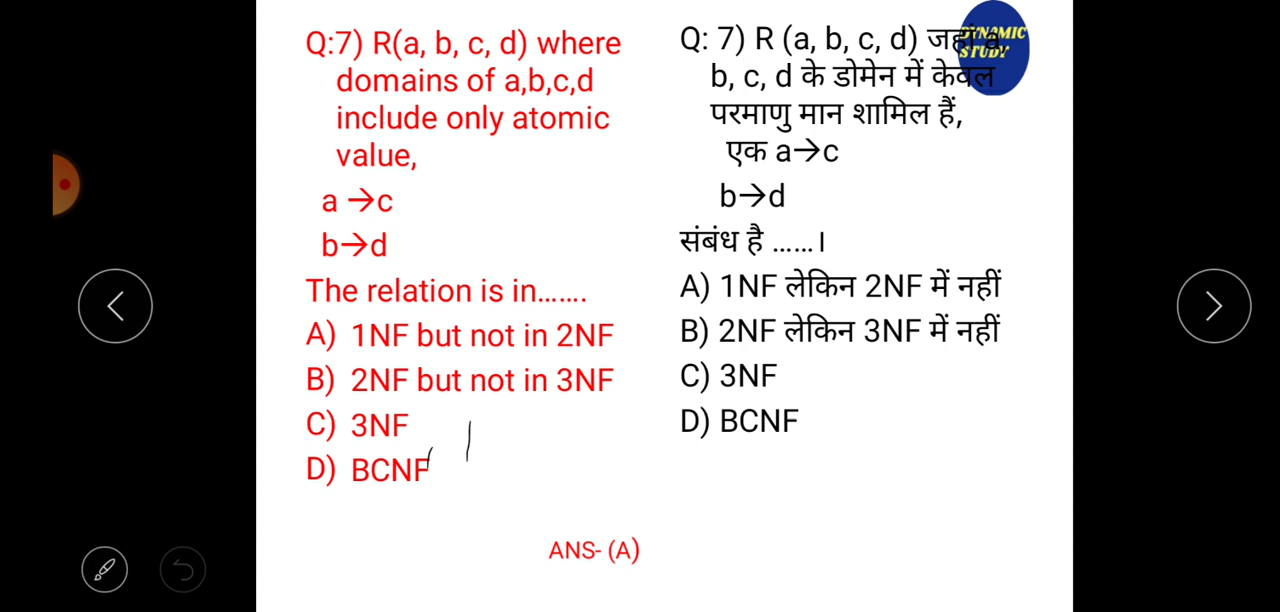 Q:7) R(a, b, c, d) where
domains of a,b,c,d
include only atomic
value,
a →c
b→d
The relation is in…….
A) 1NF but not in 2NF
B) 2NF but not in 3NF
C) 3NF
D) BCNF
ANS- (A)
Q: 7) R (a, b, c, d) जहां a,
b, c, d के डोमेन में केवल
परमाणु मान शामिल हैं,
एक a→c
b→d
संबंध है ……।
A) 1NF लेकिन 2NF में नहीं
B) 2NF लेकिन 3NF में नहीं
C) 3NF
D) BCNF
DYNAMIC
STUDY